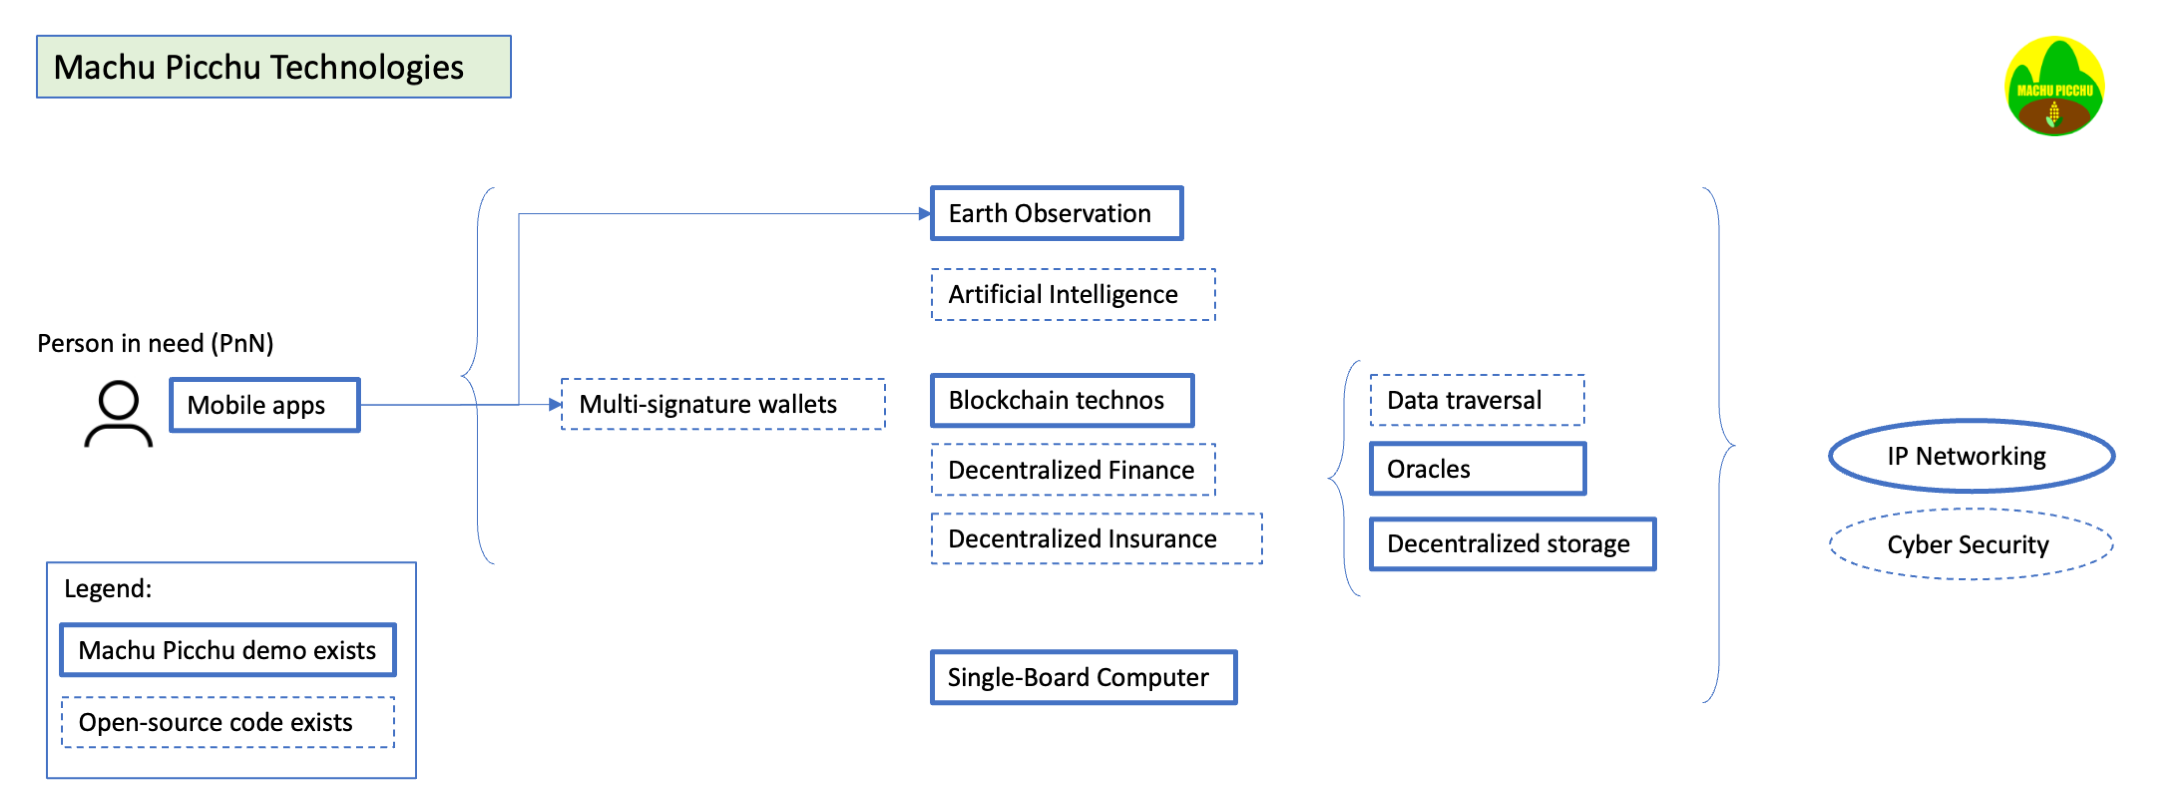 Machu Picchu Technologies
MACHU PICCHU
Earth Observation
Artificial Intelligence
Person in need (PnN)
Mobile apps
Multi-signature wallets
Blockchain technos
Decentralized Finance
Decentralized Insurance
Single-Board Computer
Data traversal
Oracles
Decentralized storage
IP Networking
Cyber Security
Legend:
Machu Picchu demo exists
Open-source code exists